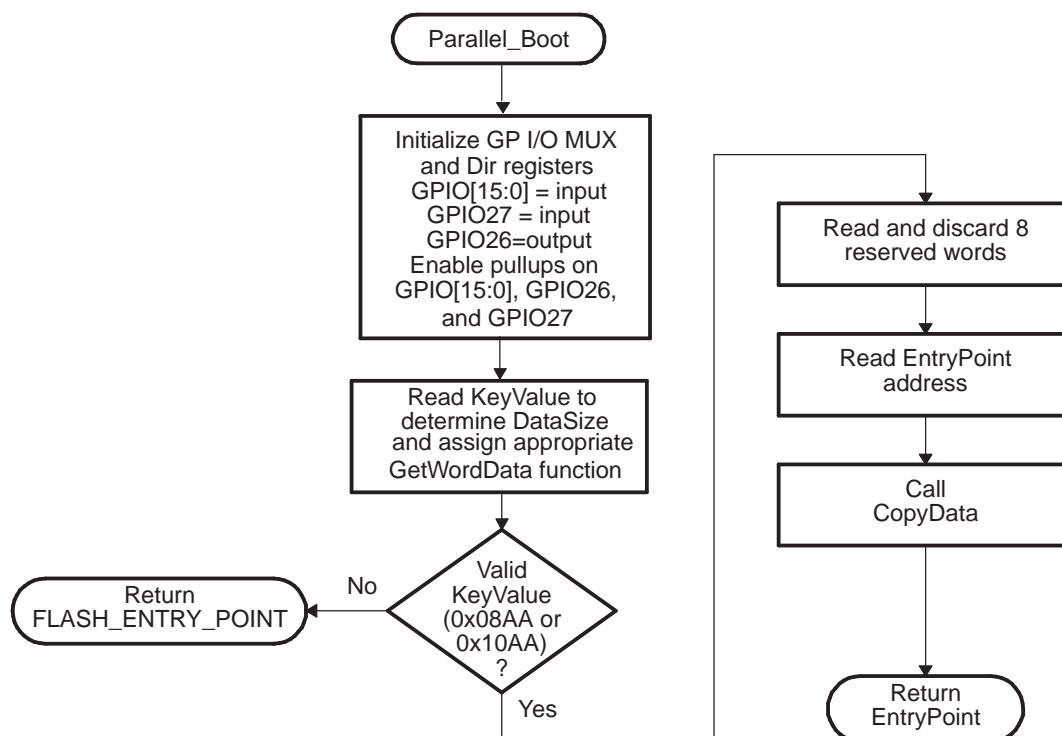 Parallel_Boot
Initialize GP I/O MUX
and Dir registers
GPIO[15:0] = input
GPIO27 = input
GPIO26=output
Enable pullups on
GPIO[15:0], GPIO26,
and GPIO27
Read KeyValue to
determine DataSize
and assign appropriate
GetWordData function
Valid
KeyValue
(0x08AA or
0x10AA)
?
No
Return
FLASH_ENTRY_POINT
Yes
Read and discard 8
reserved words
Read EntryPoint
address
Call
CopyData
Return
EntryPoint